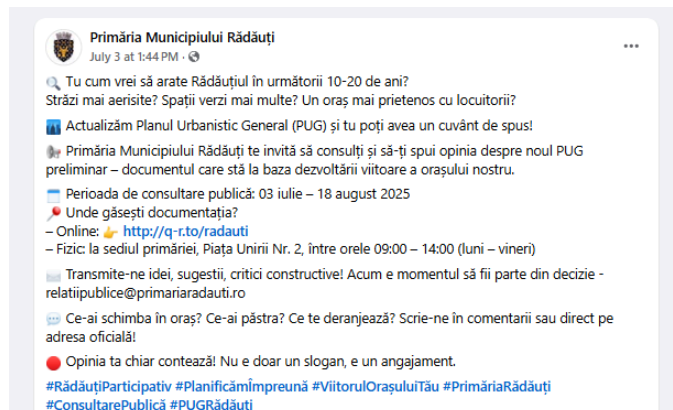 Primăria Municipiului Rădăuți
July 3 at 1:44 PM ·
🔍 Tu cum vrei să arate Rădăuțiul în următorii 10-20 de ani?
Străzi mai aerisite? Spații verzi mai multe? Un oraș mai prietenos cu locuitorii?
🏙️ Actualizăm Planul Urbanistic General (PUG) și tu poți avea un cuvânt de spus!
📢 Primăria Municipiului Rădăuți te invită să consulți și să-ți spui opinia despre noul PUG
preliminar – documentul care stă la baza dezvoltării viitoare a orașului nostru.
🗓️ Perioada de consultare publică: 03 iulie – 18 august 2025
📍 Unde găsești documentația?
– Online: 👉 http://q-r.to/radauti
– Fizic: la sediul primăriei, Piața Unirii Nr. 2, între orele 09:00 – 14:00 (luni – vineri)
✉️ Transmite-ne idei, sugestii, critici constructive! Acum e momentul să fii parte din decizie -
relatiipublice@primariaradauti.ro
💬 Ce-ai schimba în oraș? Ce-ai păstra? Ce te deranjează? Scrie-ne în comentarii sau direct pe
adresa oficială!
🔴 Opinia ta chiar contează! Nu e doar un slogan, e un angajament.
#RădăuțiParticipativ #PlanificămÎmpreună #ViitorulOrașuluiTău #PrimăriaRădăuți
#ConsultarePublică #PUGRădăuți